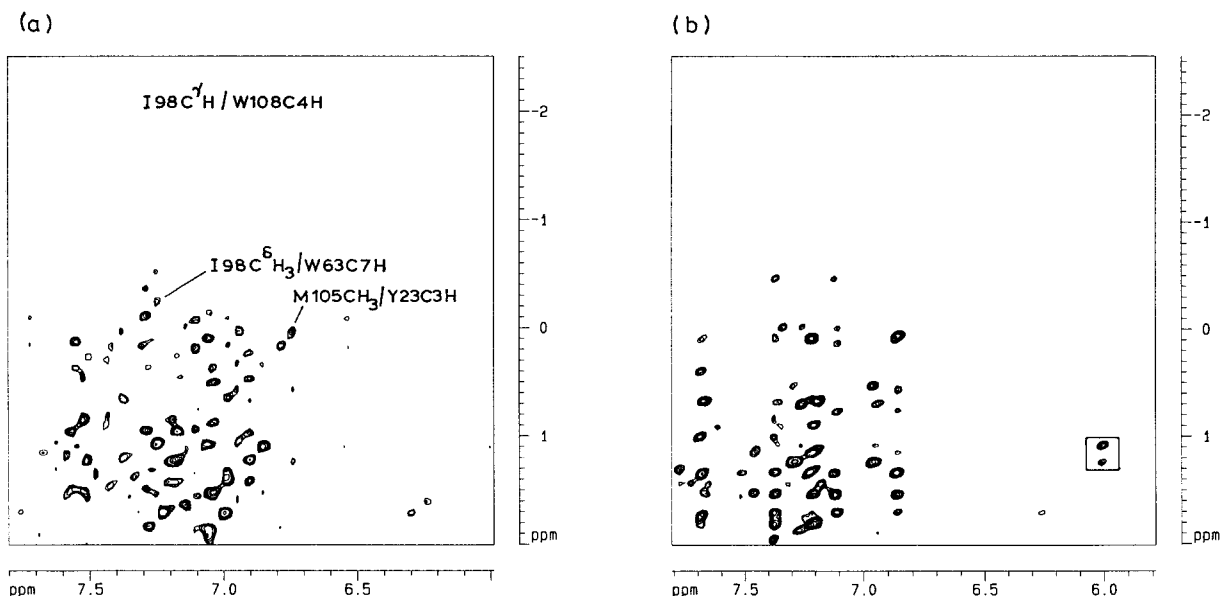 (a)
(b)
I98CᵞH/W108C4H
I98CᵟH₃/W63C7H
M105CH₃/Y23C3H
-2
-1
0
1
ppm
-2
-1
0
1
ppm
ppm 7.5 7.0 6.5
ppm 7.5 7.0 6.5 6.0